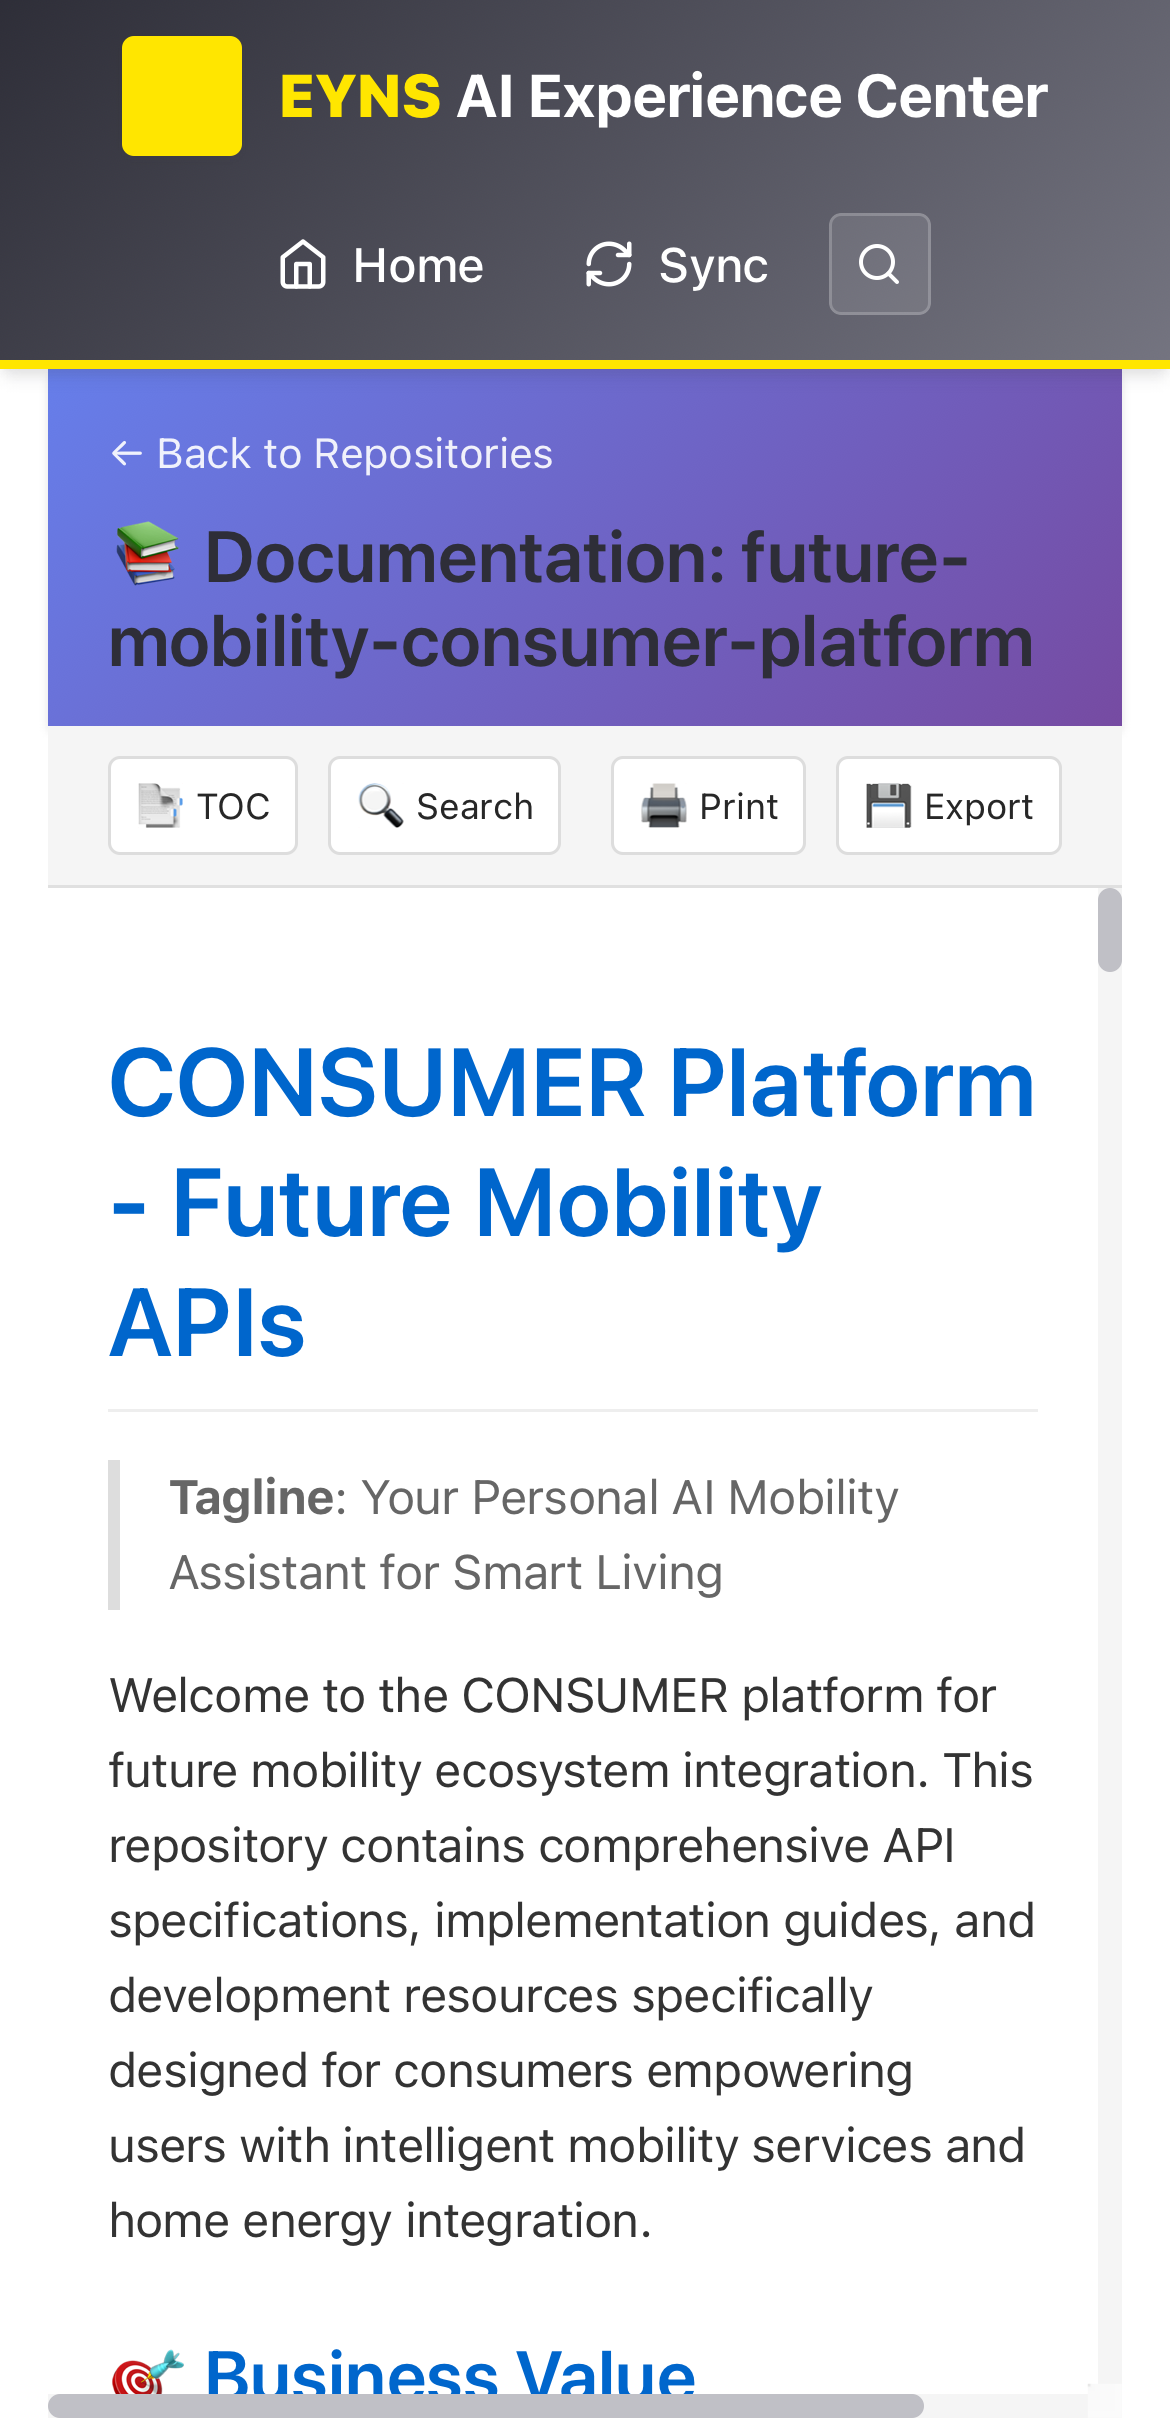 EYNS AI Experience Center
Home
Sync
← Back to Repositories
📚 Documentation: future-
mobility-consumer-platform
TOC
Search
Print
Export
CONSUMER Platform
- Future Mobility
APIs
Tagline: Your Personal AI Mobility
Assistant for Smart Living
Welcome to the CONSUMER platform for
future mobility ecosystem integration. This
repository contains comprehensive API
specifications, implementation guides, and
development resources specifically
designed for consumers empowering
users with intelligent mobility services and
home energy integration.
🎯 Business Value